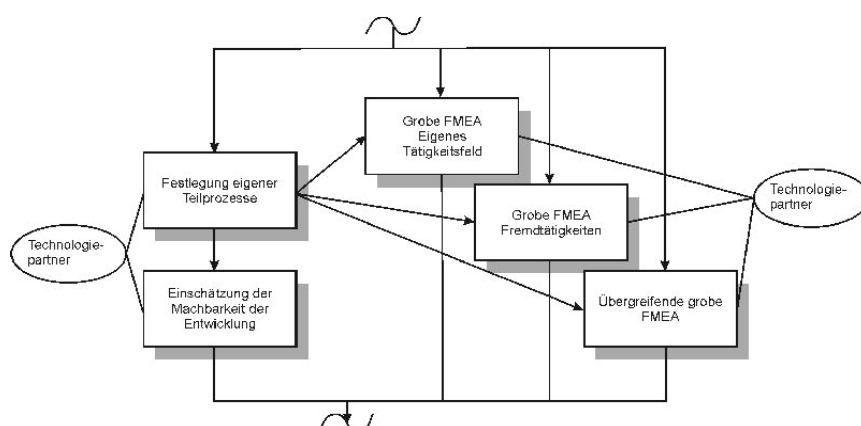 Grobe FMEA
Eigenes
Tätigkeitsfeld
Festlegung eigener
Teilprozesse
Technologie-
partner
Grobe FMEA
Fremdtätigkeiten
Technologie-
partner
Einschätzung der
Machbarkeit der
Entwicklung
Übergreifende grobe
FMEA